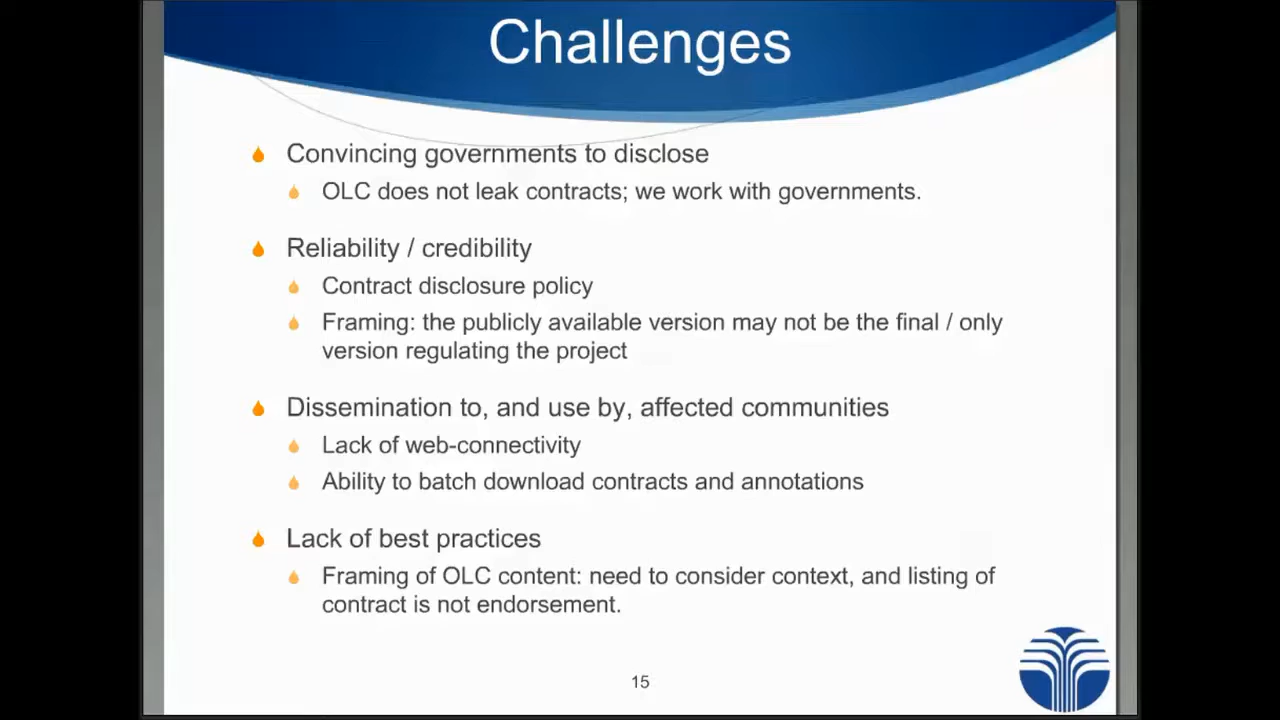 Challenges
Convincing governments to disclose
OLC does not leak contracts; we work with governments.
Reliability / credibility
Contract disclosure policy
Framing: the publicly available version may not be the final / only
version regulating the project
Dissemination to, and use by, affected communities
Lack of web-connectivity
Ability to batch download contracts and annotations
Lack of best practices
Framing of OLC content: need to consider context, and listing of
contract is not endorsement.
15